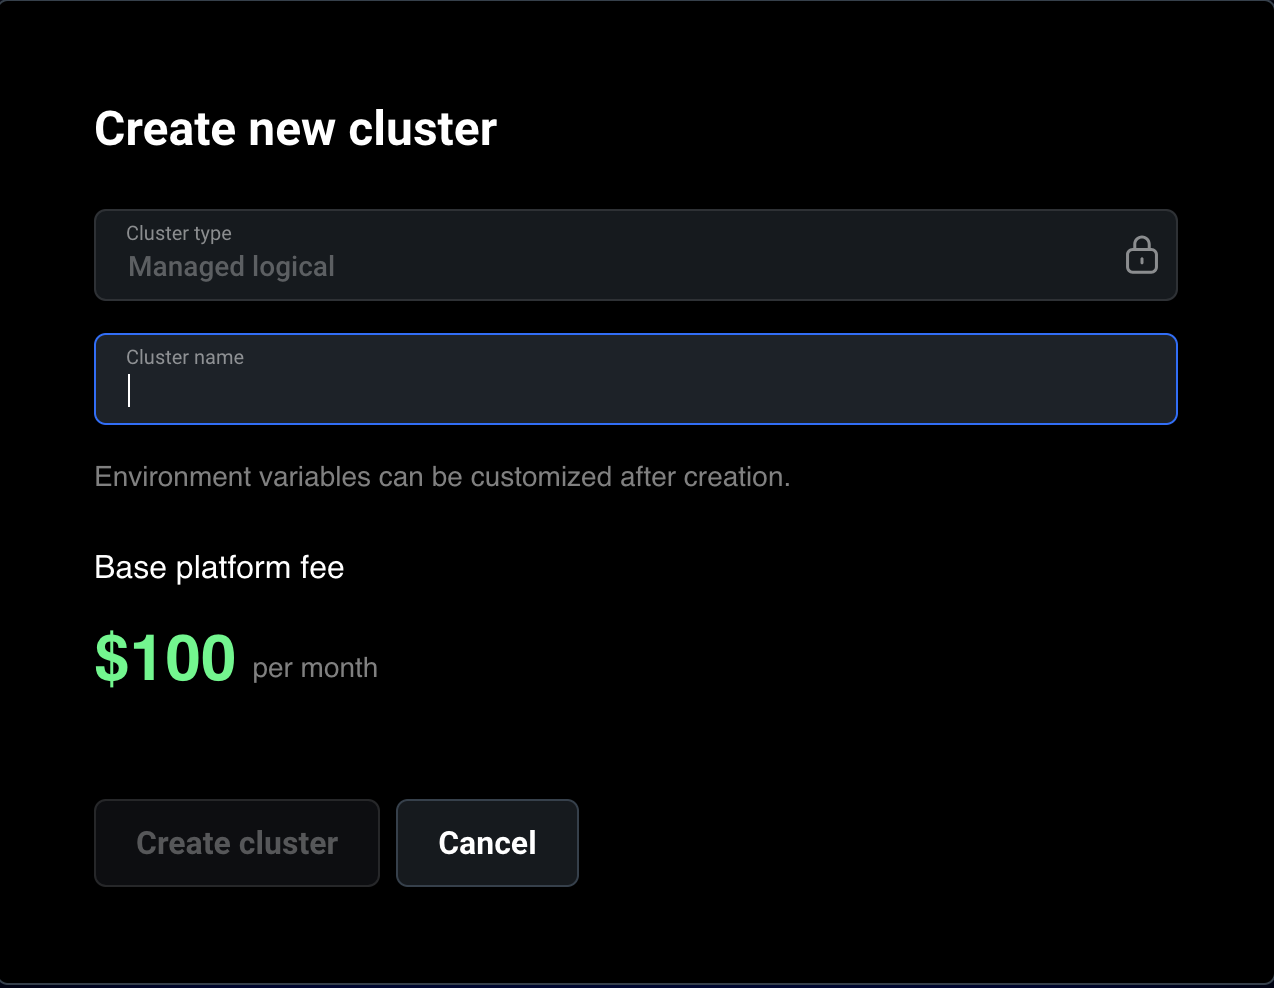 Create new cluster
Cluster type
Managed logical
Cluster name
Environment variables can be customized after creation.
Base platform fee
$100 per month
Create cluster Cancel